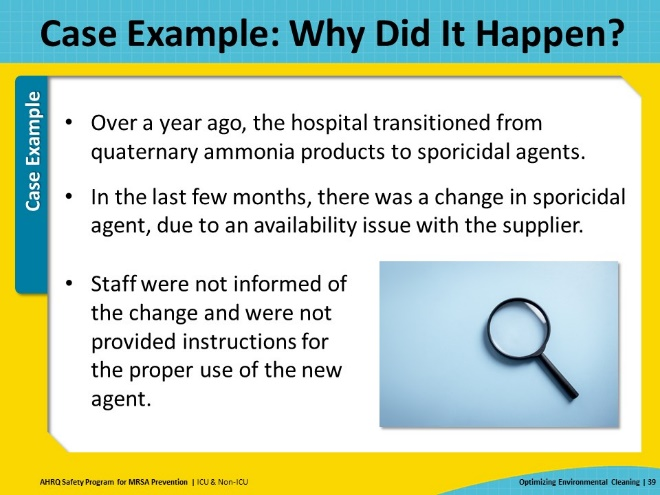 Case Example: Why Did It Happen?
Case Example
• Over a year ago, the hospital transitioned from
quaternary ammonia products to sporicidal agents.
• In the last few months, there was a change in sporicidal
agent, due to an availability issue with the supplier.
• Staff were not informed of
the change and were not
provided instructions for
the proper use of the new
agent.
AHRQ Safety Program for MRSA Prevention | ICU & Non-ICU
Optimizing Environmental Cleaning | 39